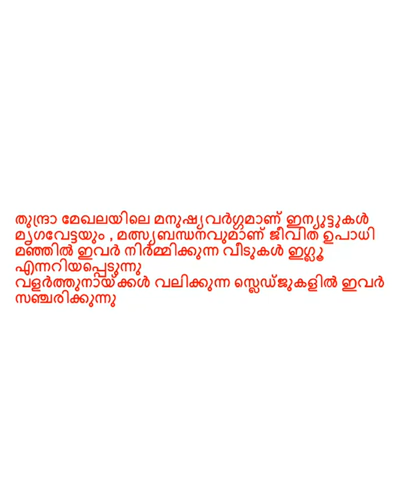 തുന്ദ്രാ മേഖലയിലെ മനുഷ്യവർഗ്ഗമാണ് ഇന്യൂട്ടുകൾ
മൃഗവേട്ടയും , മത്സ്യബന്ധനവുമാണ് ജീവിത ഉപാധി
മഞ്ഞിൽ ഇവർ നിർമ്മിക്കുന്ന വീടുകൾ ഇഗ്ലൂ
എന്നറിയപ്പെടുന്നു
വളർത്തുനായ്ക്കൾ വലിക്കുന്ന സ്ലെഡ്ജുകളിൽ ഇവർ
സഞ്ചരിക്കുന്നു